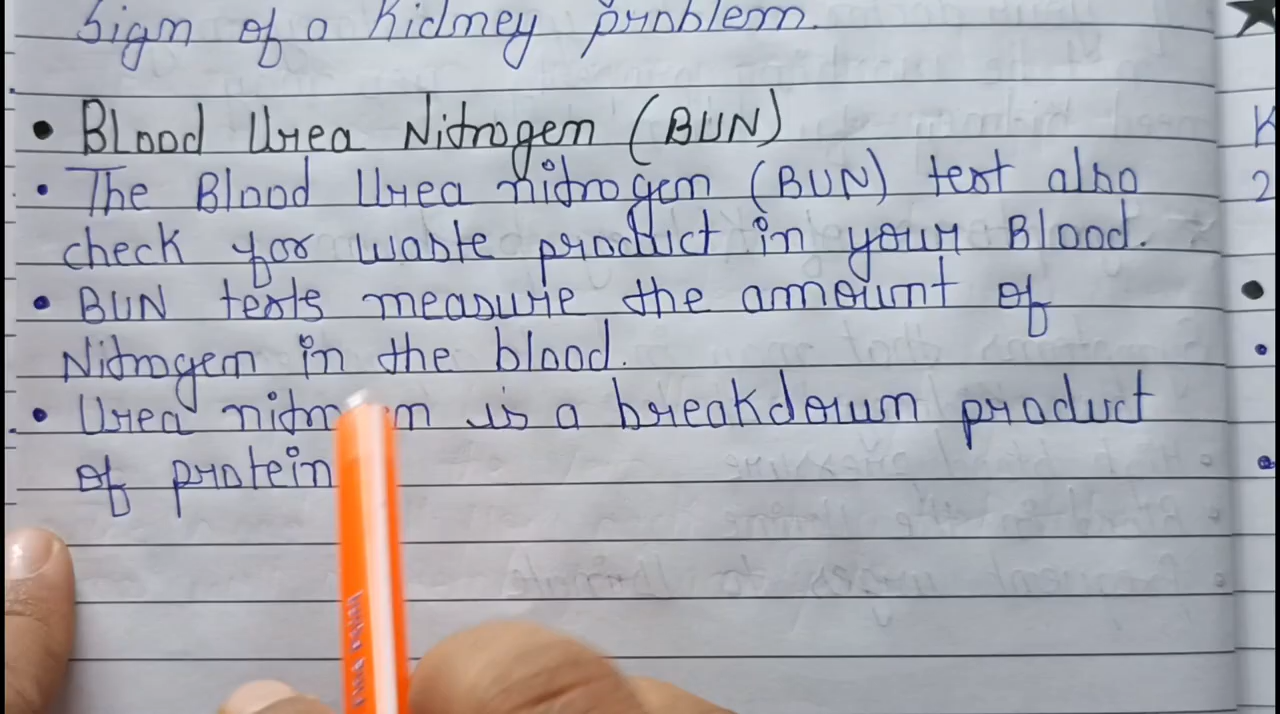 Sign of a Kidney problem.
• Blood Urea Nitrogen (BUN)
• The Blood Urea nitrogen (BUN) test also
check for waste product in your Blood.
• BUN tests measure the amount of
Nitrogen in the blood.
• Urea is a breakdown product
of protein
K
2